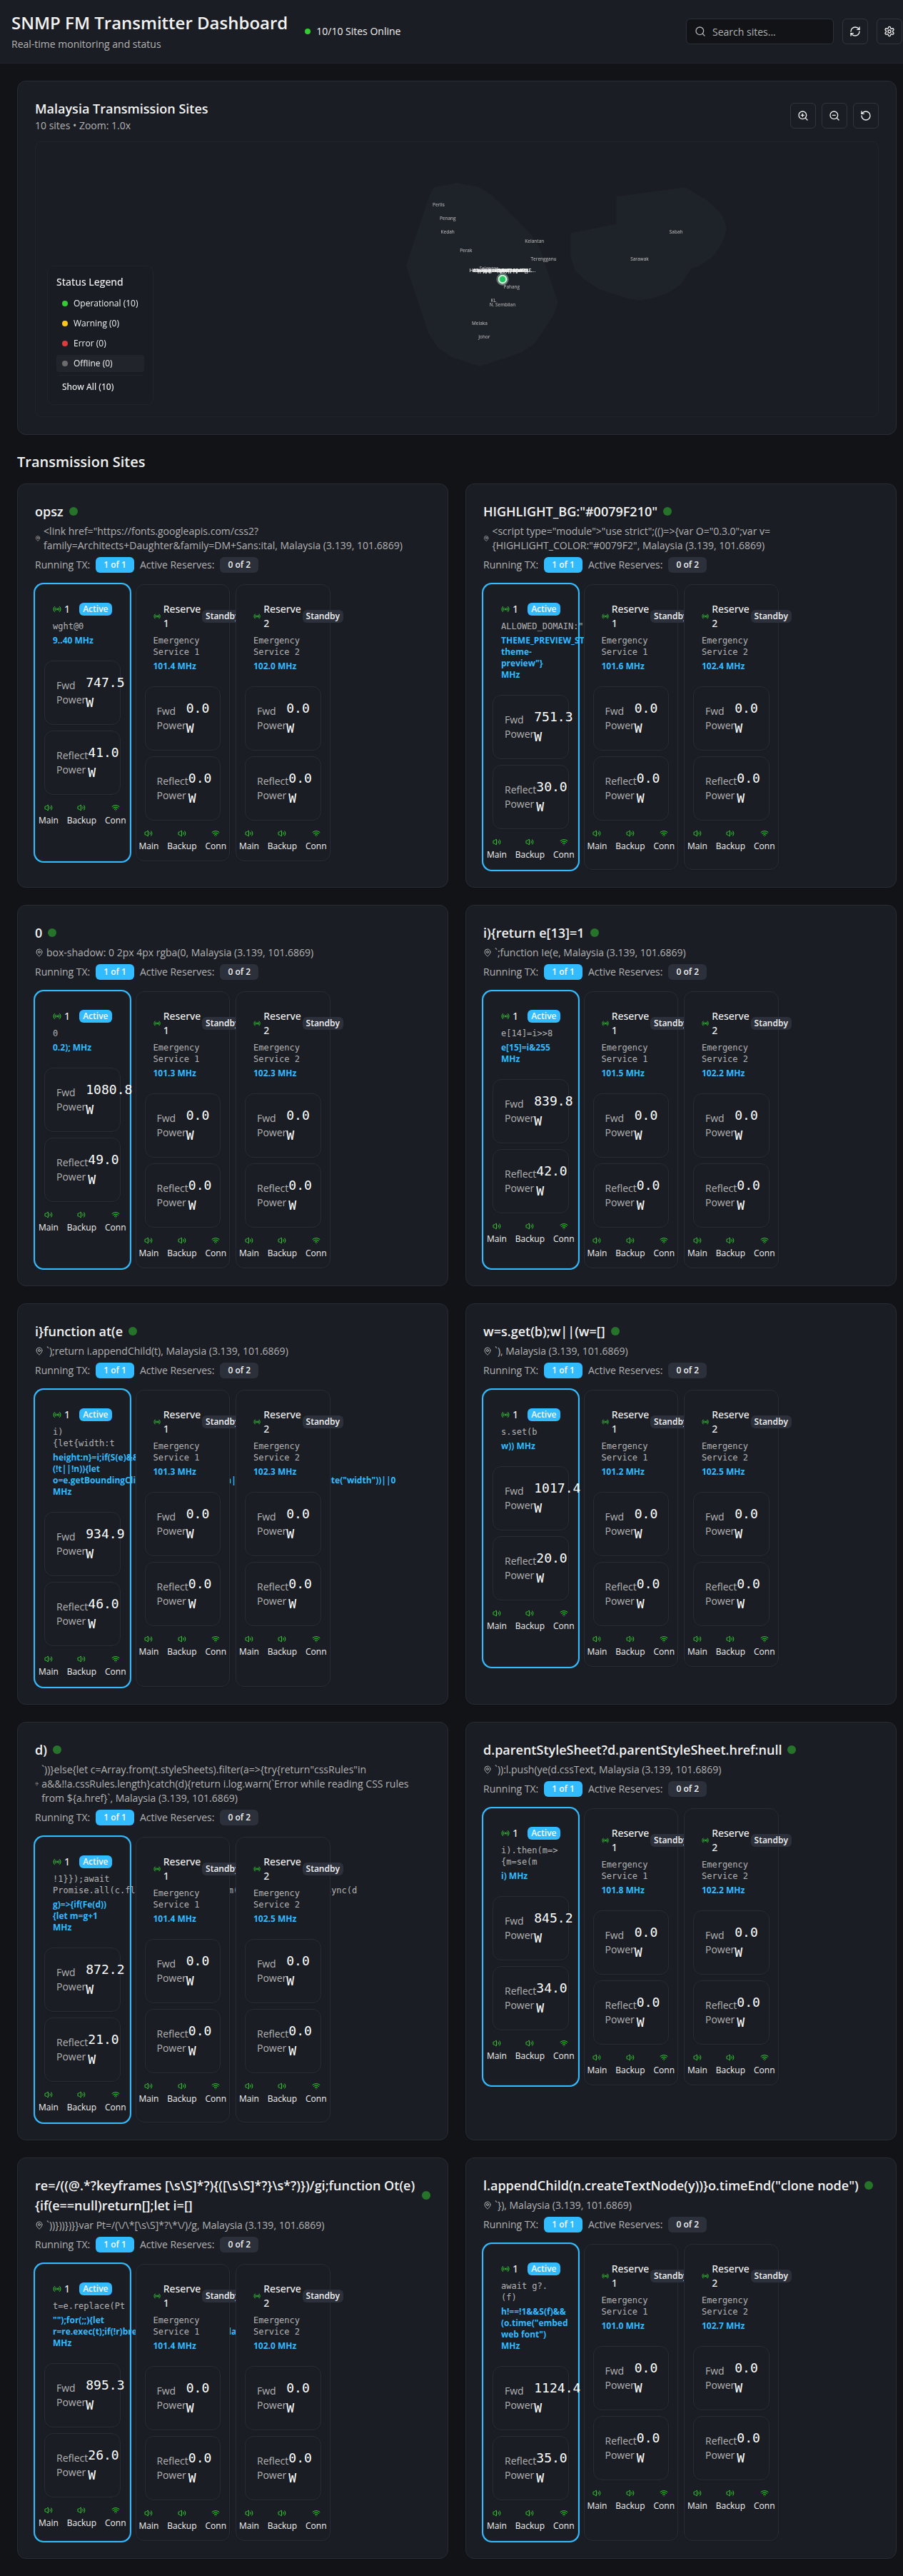 SNMP FM Transmitter Dashboard
Real-time monitoring and status
10/10 Sites Online
Search sites...
Malaysia Transmission Sites
10 sites • Zoom: 1.0x
Perlis
Penang
Kedah
Kelantan
Perak
Terengganu
Sabah
Sarawak
Pahang
KL
N. Sembilan
Melaka
Johor
Status Legend
Operational (10)
Warning (0)
Error (0)
Offline (0)
Show All (10)
Transmission Sites
opsz
<link href="https://fonts.googleapis.com/css2?
family=Architects+Daughter&family=DM+Sans:ital, Malaysia (3.139, 101.6869)
Running TX: 1 of 1 Active Reserves: 0 of 2
1 Active
wght@0
9..40 MHz
Fwd Power 747.5 W
Reflect Power 41.0 W
Main Backup Conn
Reserve 1 Standby
Emergency Service 1
101.4 MHz
Fwd Power 0.0 W
Reflect Power 0.0 W
Main Backup Conn
Reserve 2 Standby
Emergency Service 2
102.0 MHz
Fwd Power 0.0 W
Reflect Power 0.0 W
Main Backup Conn
HIGHLIGHT_BG:"#0079F210"
<script type="module">"use strict";(()=>{var O="0.3.0";var v=
{HIGHLIGHT_COLOR:"#0079F2", Malaysia (3.139, 101.6869)
Running TX: 1 of 1 Active Reserves: 0 of 2
1 Active
ALLOWED_DOMAIN:"
THEME_PREVIEW_ST
theme-
preview"}
MHz
Fwd Power 751.3 W
Reflect Power 30.0 W
Main Backup Conn
Reserve 1 Standby
Emergency Service 1
101.6 MHz
Fwd Power 0.0 W
Reflect Power 0.0 W
Main Backup Conn
Reserve 2 Standby
Emergency Service 2
102.4 MHz
Fwd Power 0.0 W
Reflect Power 0.0 W
Main Backup Conn
0
box-shadow: 0 2px 4px rgba(0, Malaysia (3.139, 101.6869)
Running TX: 1 of 1 Active Reserves: 0 of 2
1 Active
0
0.2); MHz
Fwd Power 1080.8 W
Reflect Power 49.0 W
Main Backup Conn
Reserve 1 Standby
Emergency Service 1
101.3 MHz
Fwd Power 0.0 W
Reflect Power 0.0 W
Main Backup Conn
Reserve 2 Standby
Emergency Service 2
102.3 MHz
Fwd Power 0.0 W
Reflect Power 0.0 W
Main Backup Conn
i){return e[13]=1
`;function Ie(e, Malaysia (3.139, 101.6869)
Running TX: 1 of 1 Active Reserves: 0 of 2
1 Active
e[14]=i>>8
e[15]=i&255
MHz
Fwd Power 839.8 W
Reflect Power 42.0 W
Main Backup Conn
Reserve 1 Standby
Emergency Service 1
101.5 MHz
Fwd Power 0.0 W
Reflect Power 0.0 W
Main Backup Conn
Reserve 2 Standby
Emergency Service 2
102.2 MHz
Fwd Power 0.0 W
Reflect Power 0.0 W
Main Backup Conn
i}function at(e
`);return i.appendChild(t), Malaysia (3.139, 101.6869)
Running TX: 1 of 1 Active Reserves: 0 of 2
1 Active
i)
{let{width:t
height:n}=i;if(S(e)&&
(!t||!n)){let
o=e.getBoundingCli
te("width"))||0
MHz
Fwd Power 934.9 W
Reflect Power 46.0 W
Main Backup Conn
Reserve 1 Standby
Emergency Service 1
101.3 MHz
Fwd Power 0.0 W
Reflect Power 0.0 W
Main Backup Conn
Reserve 2 Standby
Emergency Service 2
102.3 MHz
Fwd Power 0.0 W
Reflect Power 0.0 W
Main Backup Conn
w=s.get(b);w||(w=[]
`), Malaysia (3.139, 101.6869)
Running TX: 1 of 1 Active Reserves: 0 of 2
1 Active
s.set(b
w)) MHz
Fwd Power 1017.4 W
Reflect Power 20.0 W
Main Backup Conn
Reserve 1 Standby
Emergency Service 1
101.2 MHz
Fwd Power 0.0 W
Reflect Power 0.0 W
Main Backup Conn
Reserve 2 Standby
Emergency Service 2
102.5 MHz
Fwd Power 0.0 W
Reflect Power 0.0 W
Main Backup Conn
d)
`))}else{let c=Array.from(t.styleSheets).filter(a=>{try{return"cssRules"in
a&&!!a.cssRules.length}catch(d){return i.log.warn(`Error while reading CSS rules
from ${a.href}`, Malaysia (3.139, 101.6869)
Running TX: 1 of 1 Active Reserves: 0 of 2
1 Active
!1}});await
Promise.all(c.fl
ync(d
g)=>{if(Fe(d))
{let m=g+1
MHz
Fwd Power 872.2 W
Reflect Power 21.0 W
Main Backup Conn
Reserve 1 Standby
Emergency Service 1
101.4 MHz
Fwd Power 0.0 W
Reflect Power 0.0 W
Main Backup Conn
Reserve 2 Standby
Emergency Service 2
102.5 MHz
Fwd Power 0.0 W
Reflect Power 0.0 W
Main Backup Conn
d.parentStyleSheet?d.parentStyleSheet.href:null
`)):l.push(ye(d.cssText, Malaysia (3.139, 101.6869)
Running TX: 1 of 1 Active Reserves: 0 of 2
1 Active
i).then(m=>
{m=se(m
i) MHz
Fwd Power 845.2 W
Reflect Power 34.0 W
Main Backup Conn
Reserve 1 Standby
Emergency Service 1
101.8 MHz
Fwd Power 0.0 W
Reflect Power 0.0 W
Main Backup Conn
Reserve 2 Standby
Emergency Service 2
102.2 MHz
Fwd Power 0.0 W
Reflect Power 0.0 W
Main Backup Conn
re=/((@.*?keyframes [\s\S]*?){([\s\S]*?}\s*?)})/gi;function Ot(e)
{if(e==null)return[];let i=[]
`))}))})}}var Pt=/(\/\*[\s\S]*?\*\/)/g, Malaysia (3.139, 101.6869)
Running TX: 1 of 1 Active Reserves: 0 of 2
1 Active
t=e.replace(Pt
"");for(;;){let
r=re.exec(t);if(!r)bre
MHz
Fwd Power 895.3 W
Reflect Power 26.0 W
Main Backup Conn
Reserve 1 Standby
Emergency Service 1
101.4 MHz
Fwd Power 0.0 W
Reflect Power 0.0 W
Main Backup Conn
Reserve 2 Standby
Emergency Service 2
102.0 MHz
Fwd Power 0.0 W
Reflect Power 0.0 W
Main Backup Conn
l.appendChild(n.createTextNode(y))}o.timeEnd("clone node")
`}), Malaysia (3.139, 101.6869)
Running TX: 1 of 1 Active Reserves: 0 of 2
1 Active
await g?.
(f)
h!==!1&&S(f)&&
(o.time("embed
web font")
MHz
Fwd Power 1124.4 W
Reflect Power 35.0 W
Main Backup Conn
Reserve 1 Standby
Emergency Service 1
101.0 MHz
Fwd Power 0.0 W
Reflect Power 0.0 W
Main Backup Conn
Reserve 2 Standby
Emergency Service 2
102.7 MHz
Fwd Power 0.0 W
Reflect Power 0.0 W
Main Backup Conn